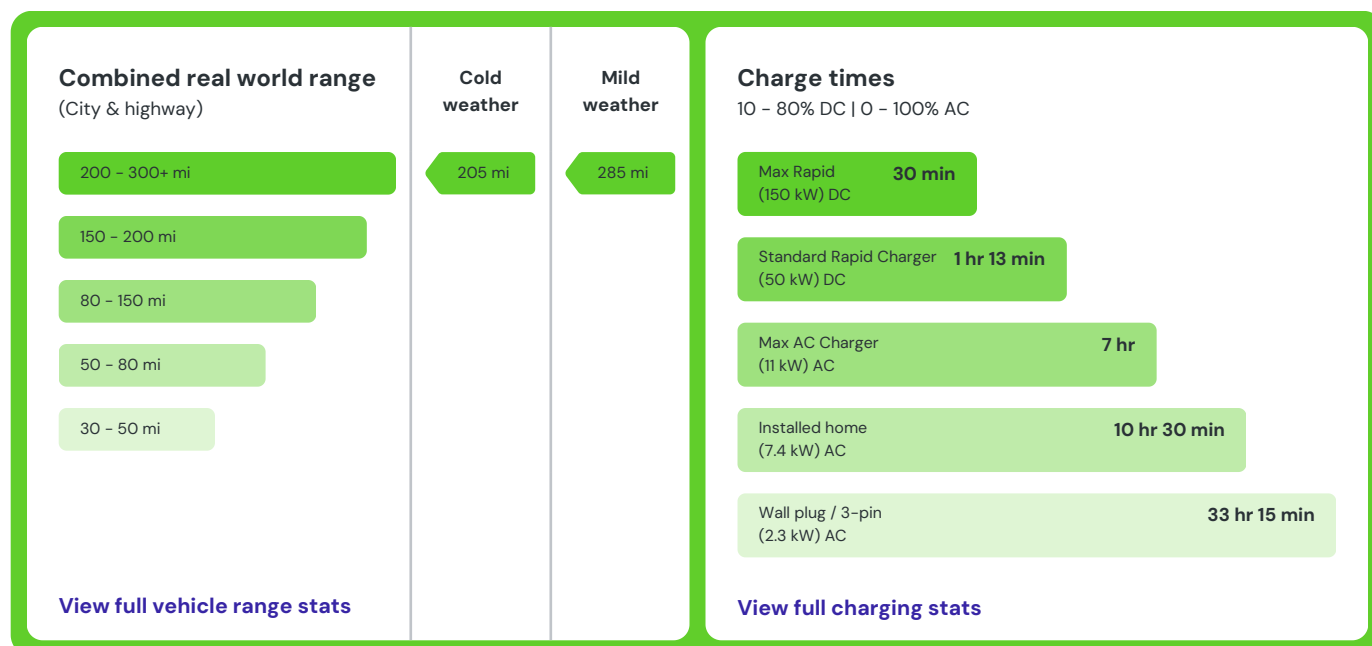 Combined real world range
(City & highway)
Cold
weather
Mild
weather
200 - 300+ mi
205 mi
285 mi
150 - 200 mi
80 - 150 mi
50 - 80 mi
30 - 50 mi
View full vehicle range stats
Charge times
10 - 80% DC | 0 - 100% AC
Max Rapid
(150 kW) DC
30 min
Standard Rapid Charger
(50 kW) DC
1 hr 13 min
Max AC Charger
(11 kW) AC
7 hr
Installed home
(7.4 kW) AC
10 hr 30 min
Wall plug / 3-pin
(2.3 kW) AC
33 hr 15 min
View full charging stats